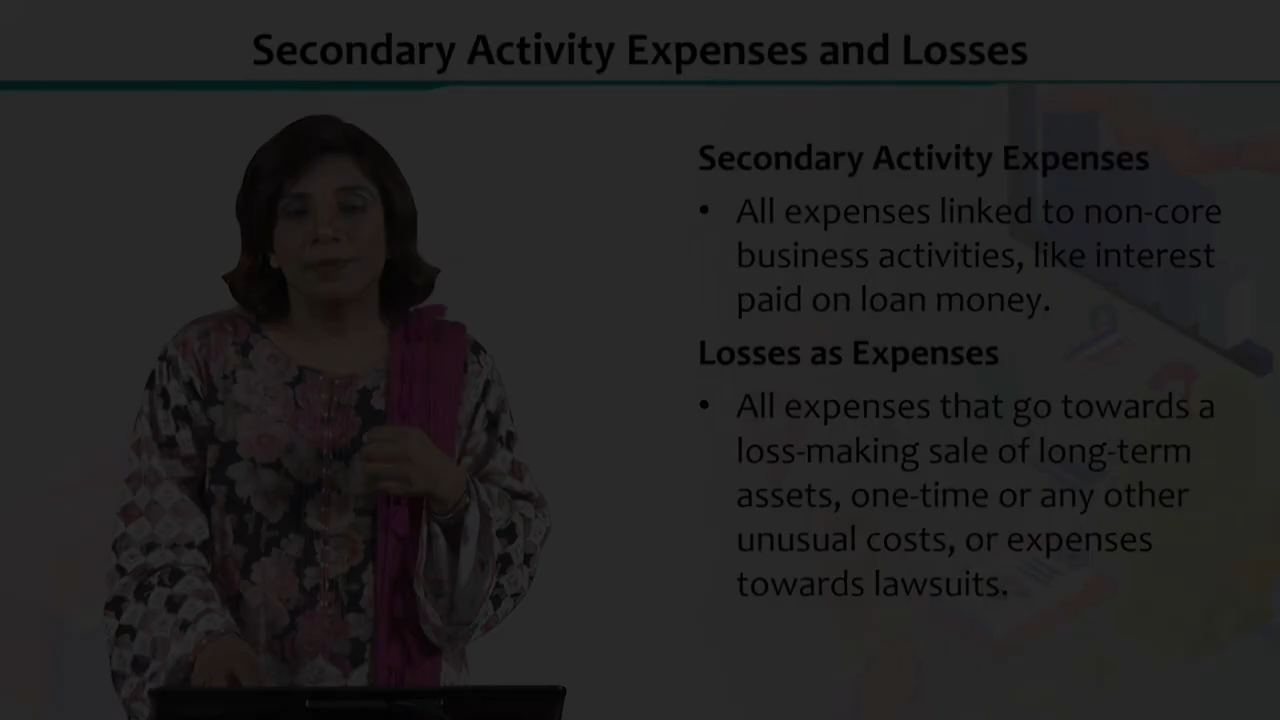 Secondary Activity Expenses and Losses
Secondary Activity Expenses
• All expenses linked to non-core
business activities, like interest
paid on loan money.
Losses as Expenses
• All expenses that go towards a
loss-making sale of long-term
assets, one-time or any other
unusual costs, or expenses
towards lawsuits.